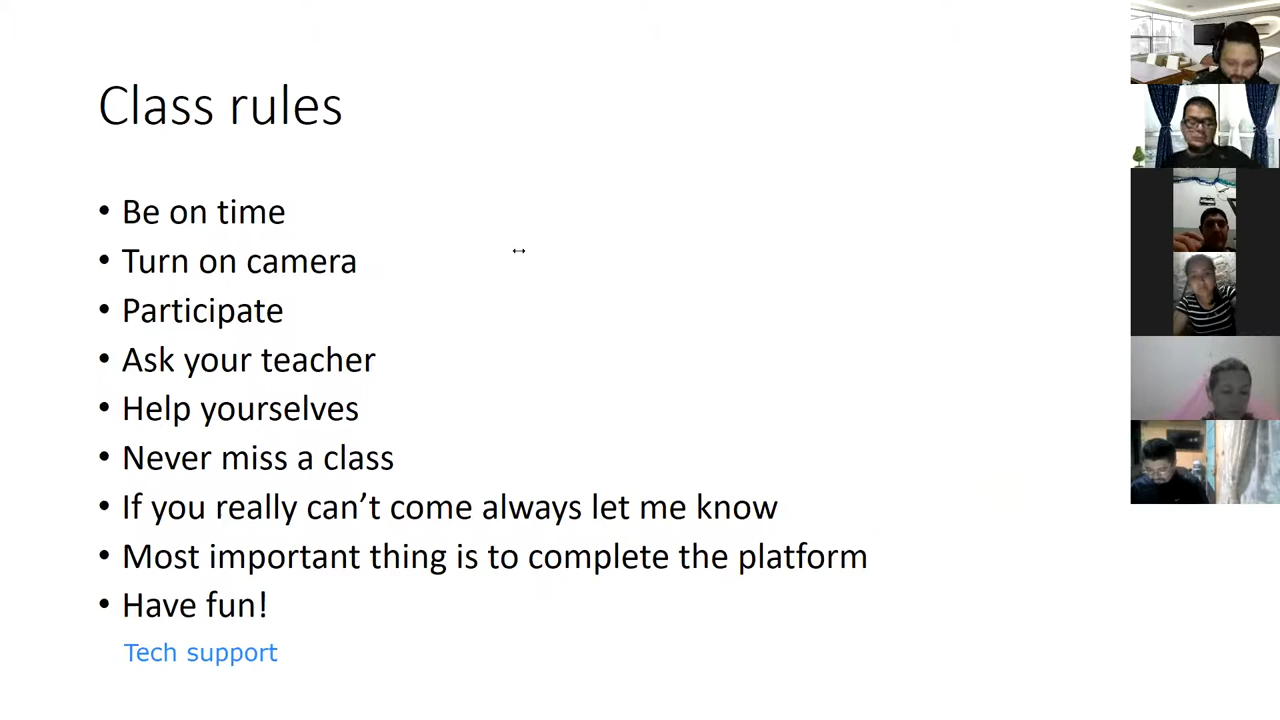 Class rules
• Be on time
• Turn on camera
• Participate
• Ask your teacher
• Help yourselves
• Never miss a class
• If you really can’t come always let me know
• Most important thing is to complete the platform
• Have fun!
Tech support